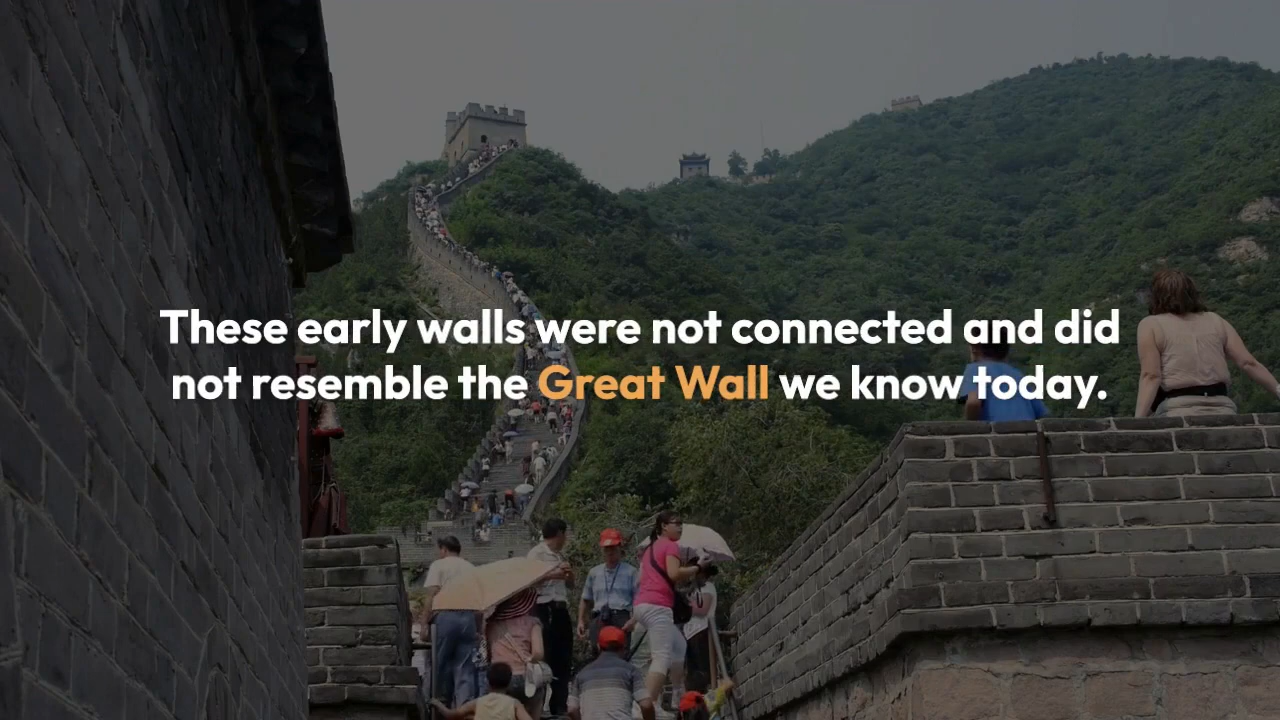 These early walls were not connected and did
not resemble the Great Wall we know today.